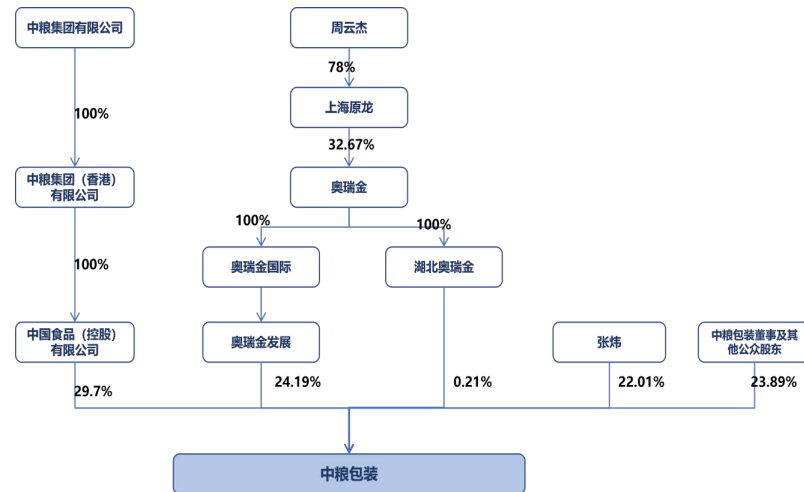 中粮集团有限公司
周云杰
78%
上海原龙
100%
32.67%
中粮集团（香港）
有限公司
奥瑞金
100%
100%
奥瑞金国际
湖北奥瑞金
100%
中国食品（控股）
有限公司
奥瑞金发展
张炜
中粮包装董事及其
他公众股东
29.7%
24.19%
0.21%
22.01%
23.89%
中粮包装